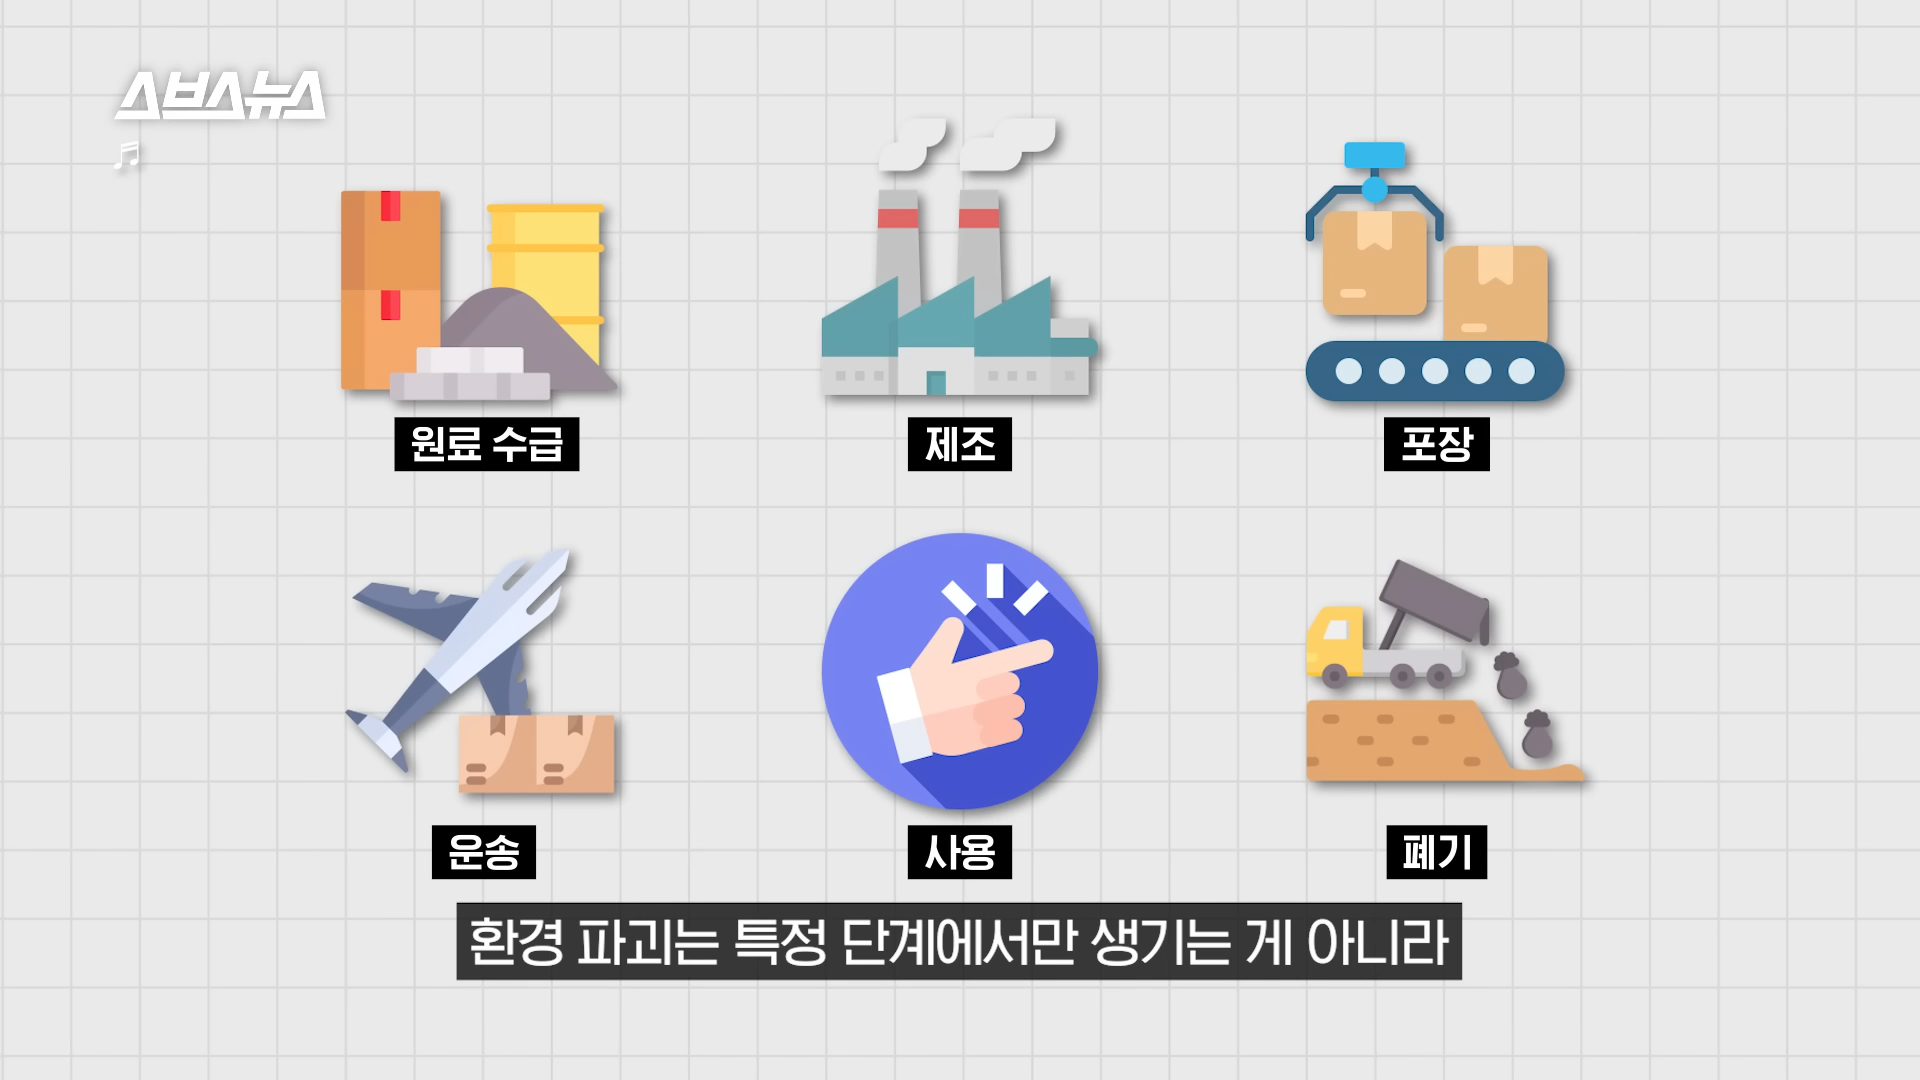 스브스뉴스
원료 수급
제조
포장
운송
사용
폐기
환경 파괴는 특정 단계에서만 생기는 게 아니라